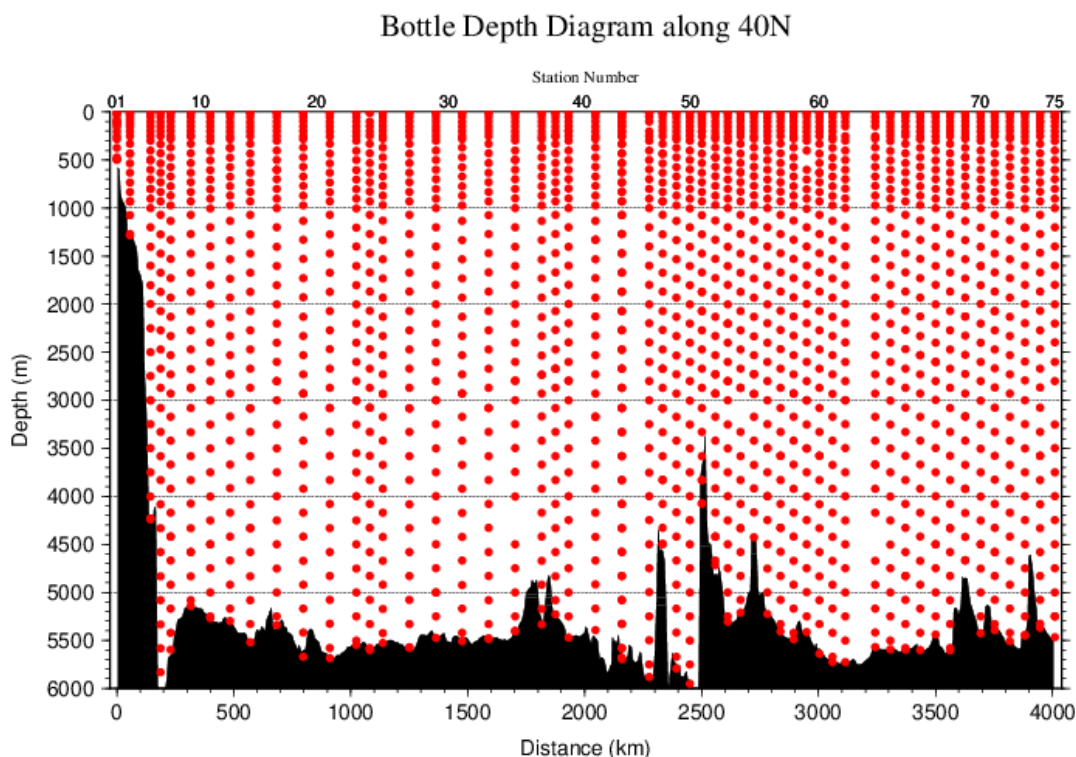 Bottle Depth Diagram along 40N
Station Number
01 10 20 30 40 50 60 70 75
0
500
1000
1500
2000
2500
3000
3500
4000
4500
5000
5500
6000
Depth (m)
0 500 1000 1500 2000 2500 3000 3500 4000
Distance (km)